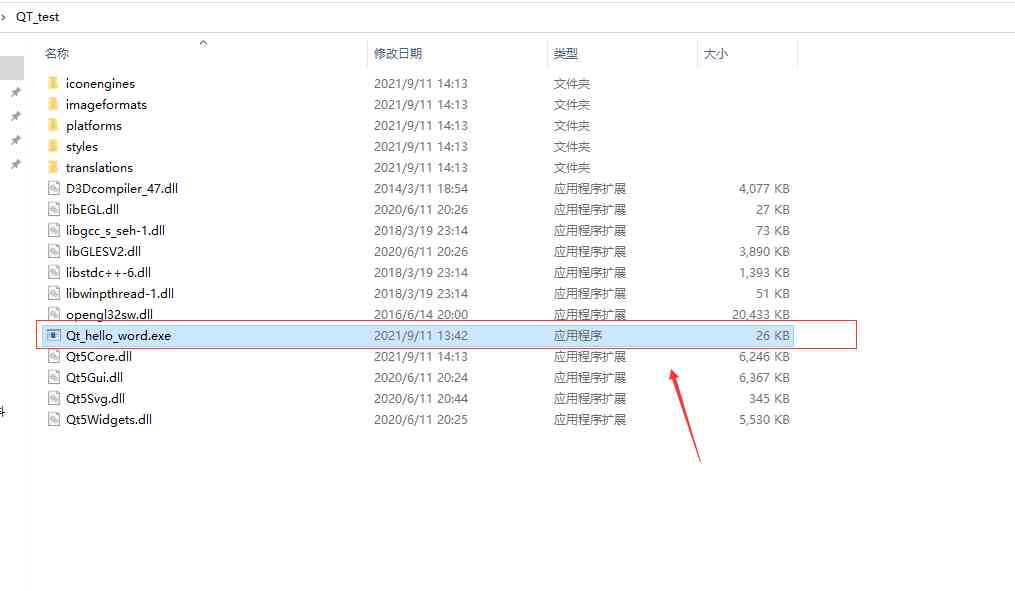 QT_test
名称 修改日期 类型 大小
iconengines 2021/9/11 14:13 文件夹
imageformats 2021/9/11 14:13 文件夹
platforms 2021/9/11 14:13 文件夹
styles 2021/9/11 14:13 文件夹
translations 2021/9/11 14:13 文件夹
D3Dcompiler_47.dll 2014/3/11 18:54 应用程序扩展 4,077 KB
libEGL.dll 2020/6/11 20:26 应用程序扩展 27 KB
libgcc_s_seh-1.dll 2018/3/19 23:14 应用程序扩展 73 KB
libGLESV2.dll 2020/6/11 20:26 应用程序扩展 3,890 KB
libstdc++-6.dll 2018/3/19 23:14 应用程序扩展 1,393 KB
libwinpthread-1.dll 2018/3/19 23:14 应用程序扩展 51 KB
opengl32sw.dll 2016/6/14 20:00 应用程序扩展 20,433 KB
Qt_hello_word.exe 2021/9/11 13:42 应用程序 26 KB
Qt5Core.dll 2021/9/11 14:13 应用程序扩展 6,246 KB
Qt5Gui.dll 2020/6/11 20:24 应用程序扩展 6,367 KB
Qt5Svg.dll 2020/6/11 20:44 应用程序扩展 345 KB
Qt5Widgets.dll 2020/6/11 20:25 应用程序扩展 5,530 KB